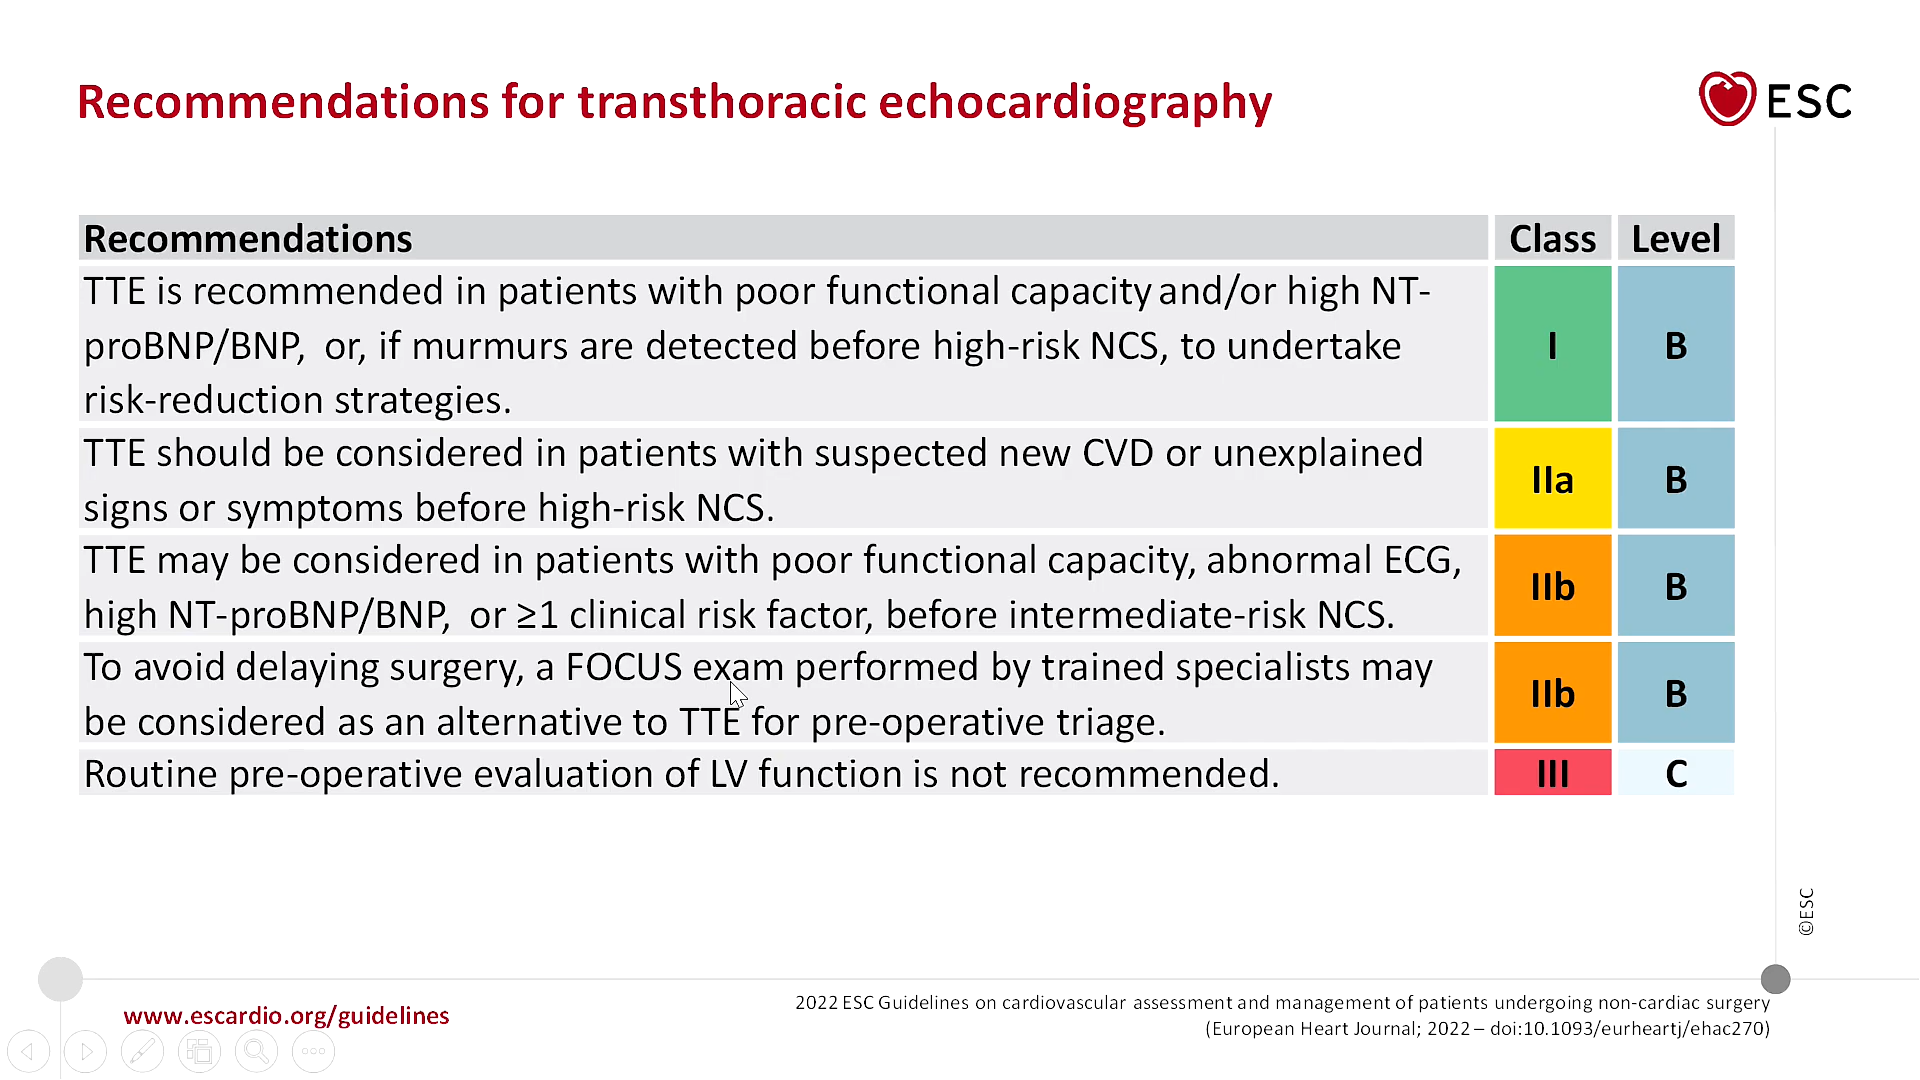 Recommendations for transthoracic echocardiography
ESC
Recommendations Class Level
TTE is recommended in patients with poor functional capacity and/or high NT-
proBNP/BNP, or, if murmurs are detected before high-risk NCS, to undertake
risk-reduction strategies.
I B
TTE should be considered in patients with suspected new CVD or unexplained
signs or symptoms before high-risk NCS.
IIa B
TTE may be considered in patients with poor functional capacity, abnormal ECG,
high NT-proBNP/BNP, or ≥1 clinical risk factor, before intermediate-risk NCS.
IIb B
To avoid delaying surgery, a FOCUS exam performed by trained specialists may
be considered as an alternative to TTE for pre-operative triage.
IIb B
Routine pre-operative evaluation of LV function is not recommended. III C
©ESC
www.escardio.org/guidelines
2022 ESC Guidelines on cardiovascular assessment and management of patients undergoing non-cardiac surgery
(European Heart Journal; 2022 – doi:10.1093/eurheartj/ehac270)